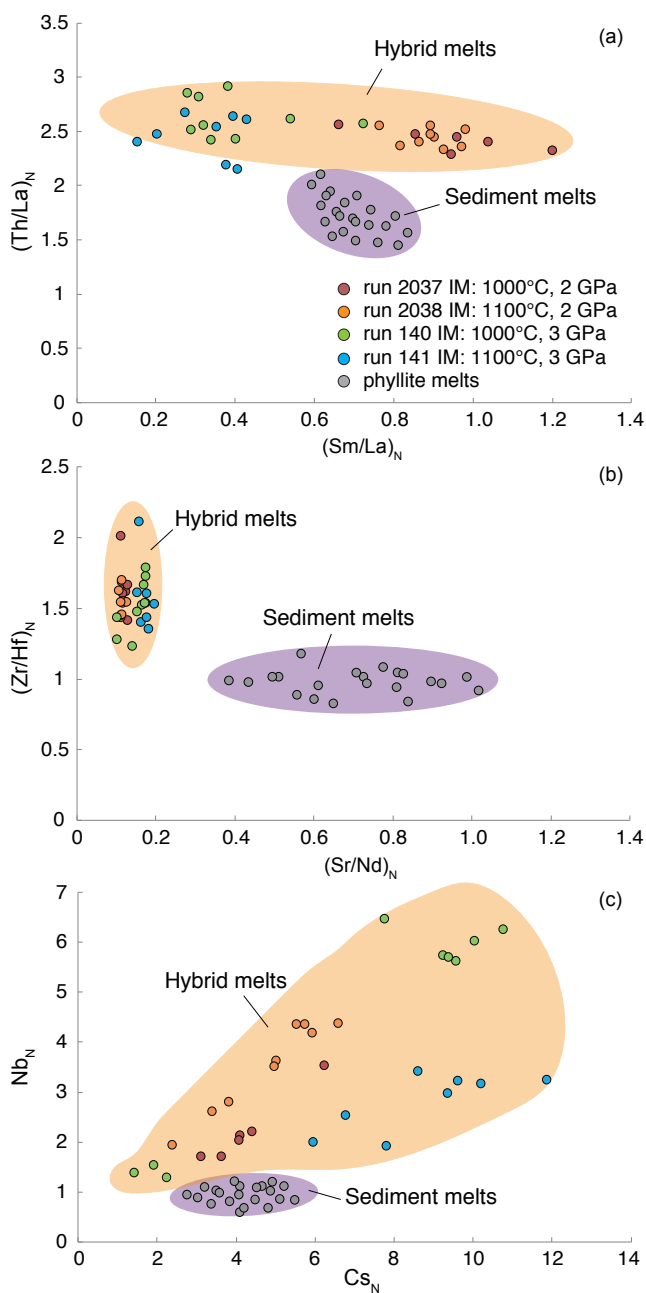 (a)
3.5
3
2.5
2
1.5
1
0.5
0
(Th/La)N
Hybrid melts
Sediment melts
run 2037 IM: 1000°C, 2 GPa
run 2038 IM: 1100°C, 2 GPa
run 140 IM: 1000°C, 3 GPa
run 141 IM: 1100°C, 3 GPa
phyllite melts
0 0.2 0.4 0.6 0.8 1.0 1.2 1.4
(Sm/La)N
(b)
2.5
2
1.5
1
0.5
0
(Zr/Hf)N
Hybrid melts
Sediment melts
0 0.2 0.4 0.6 0.8 1.0 1.2 1.4
(Sr/Nd)N
(c)
7
6
5
4
3
2
1
0
NbN
Hybrid melts
Sediment melts
0 2 4 6 8 10 12 14
CsN